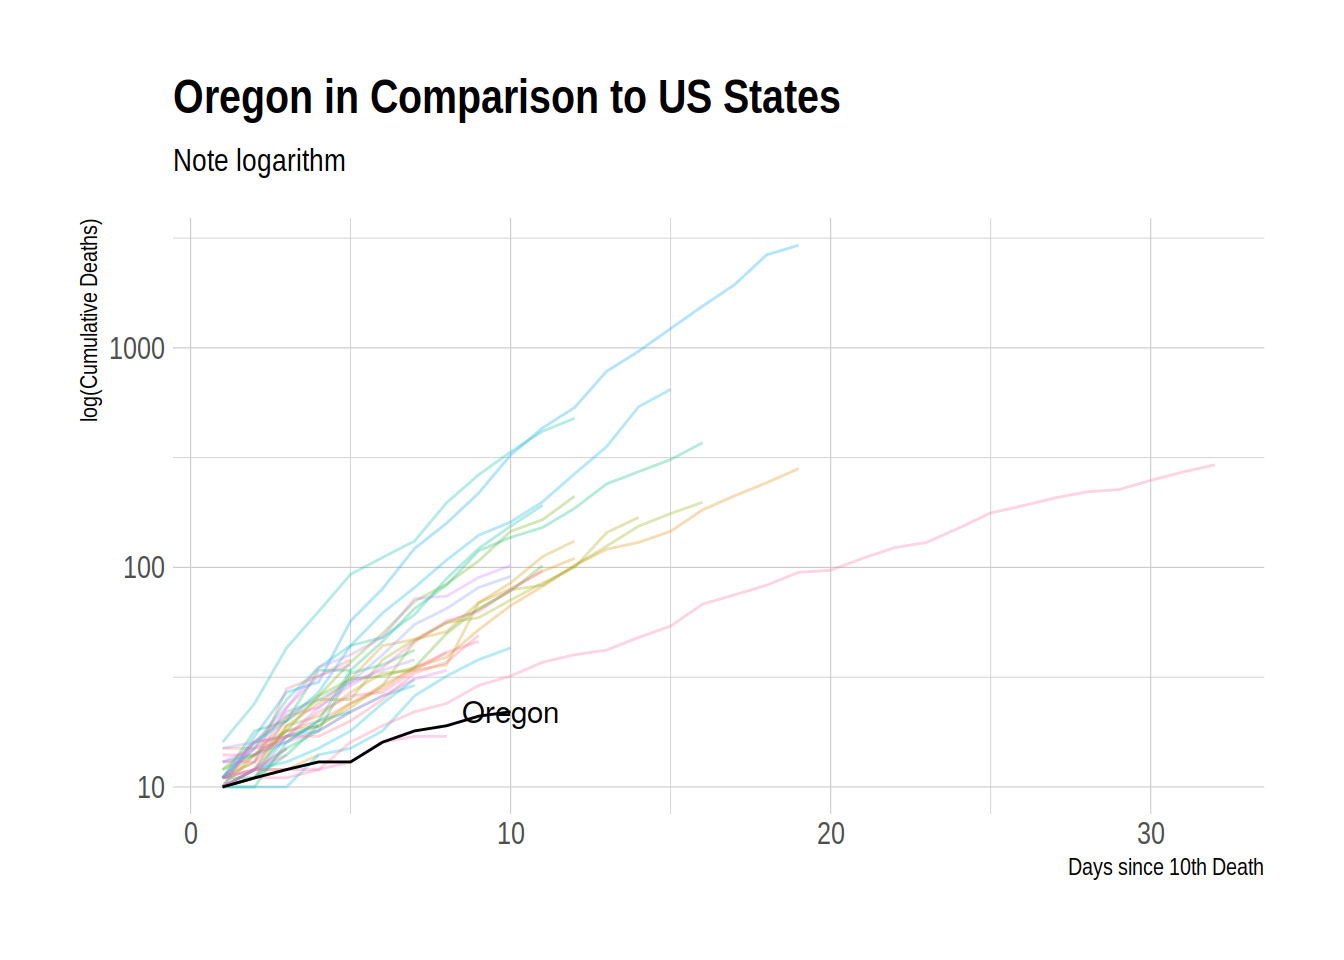 Oregon in Comparison to US States
Note logarithm
log(Cumulative Deaths)
1000
100
10
Oregon
0 10 20 30
Days since 10th Death